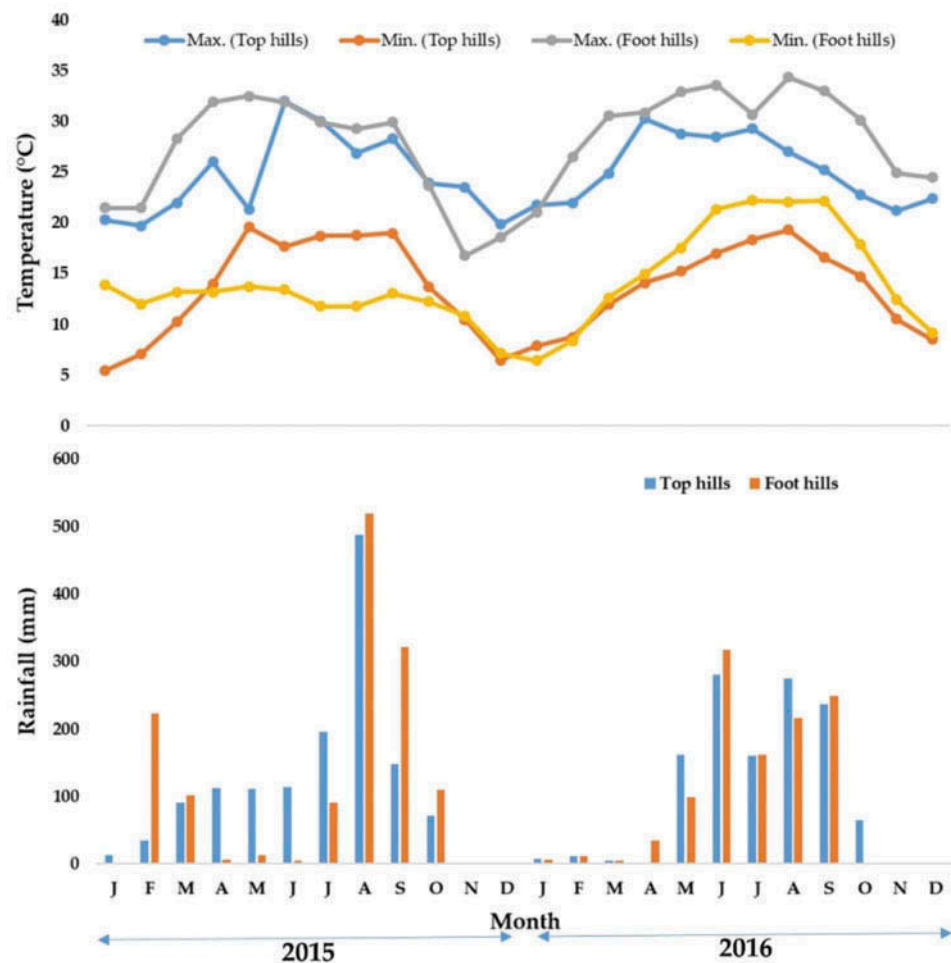 40
Max. (Top hills) Min. (Top hills) Max. (Foot hills) Min. (Foot hills)
35
30
25
20
15
10
5
0
Temperature (°C)
600
Top hills Foot hills
500
400
300
200
100
0
Rainfall (mm)
J F M A M J J A S O N D J F M A M J J A S O N D
Month
2015 2016